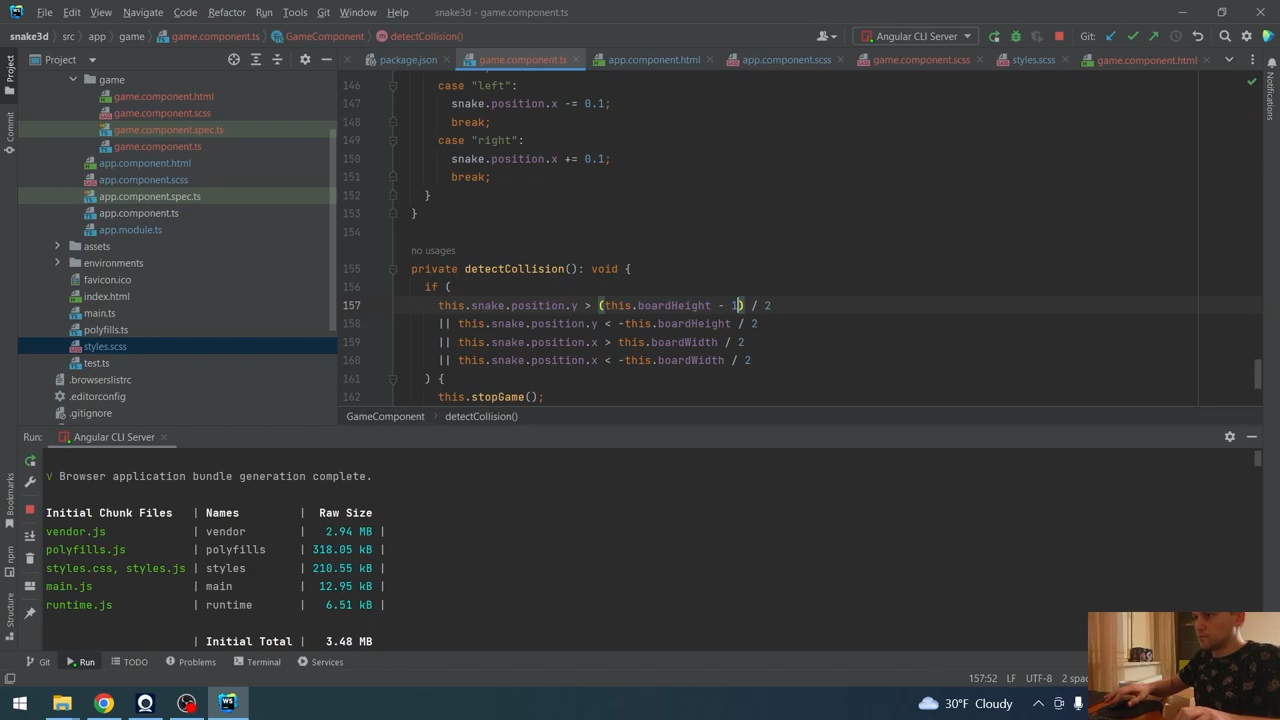 File Edit View Navigate Code Refactor Run Tools Git Window Help snake3d - game.component.ts
snake3d src app game game.component.ts GameComponent detectCollision() Angular CLI Server Git:
Project package.json game.component.ts app.component.html app.component.scss game.component.scss styles.scss game.component.html
Project
Commit
Bookmarks
npm
Structure
Notifications
game
game.component.html
game.component.scss
game.component.spec.ts
game.component.ts
app.component.html
app.component.scss
app.component.spec.ts
app.component.ts
app.module.ts
assets
environments
favicon.ico
index.html
main.ts
polyfills.ts
styles.scss
test.ts
.browserslistrc
.editorconfig
.gitignore
146 case "left":
147 snake.position.x -= 0.1;
148 break;
149 case "right":
150 snake.position.x += 0.1;
151 break;
152 }
153 }
154
no usages
155 private detectCollision(): void {
156 if (
157 this.snake.position.y > (this.boardHeight - 1) / 2
158 || this.snake.position.y < -this.boardHeight / 2
159 || this.snake.position.x > this.boardWidth / 2
160 || this.snake.position.x < -this.boardWidth / 2
161 ) {
162 this.stopGame();
GameComponent detectCollision()
Run: Angular CLI Server
√ Browser application bundle generation complete.
Initial Chunk Files | Names | Raw Size
vendor.js | vendor | 2.94 MB |
polyfills.js | polyfills | 318.05 kB |
styles.css, styles.js | styles | 210.55 kB |
main.js | main | 12.95 kB |
runtime.js | runtime | 6.51 kB |
| Initial Total | 3.48 MB
Git Run TODO Problems Terminal Services
157:52 LF UTF-8 2 spac
30°F Cloudy